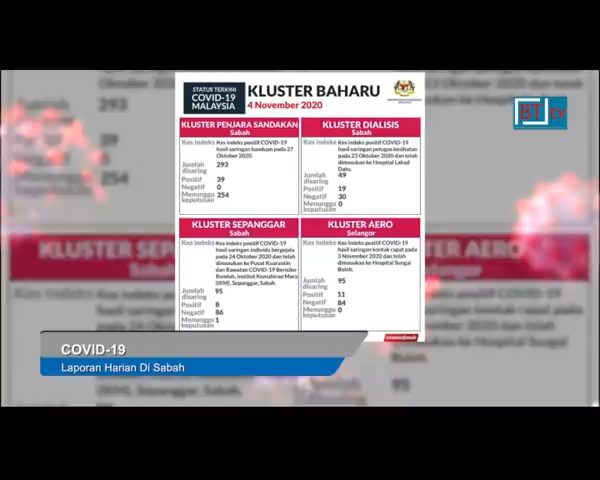 STATUS TERKINI
COVID-19
MALAYSIA
KLUSTER BAHARU
4 November 2020
BT tv
KLUSTER PENJARA SANDAKAN
Sabah
Kes indeks Kes indeks positif COVID-19
hasil saringan banduan pada 27
Oktober 2020.
Jumlah
disaring 293
Positif 39
Negatif 0
Menunggu
keputusan 254
KLUSTER DIALISIS
Sabah
Kes indeks Kes indeks positif COVID-19
hasil saringan petugas kesihatan
pada 23 Oktober 2020 dan telah
dimasukan ke Hospital Lahad
Datu.
Jumlah
disaring 49
Positif 19
Negatif 30
Menunggu
keputusan 0
KLUSTER SEPANGGAR
Sabah
Kes indeks Kes indeks positif COVID-19
hasil saringan individu bergejala
pada 24 Oktober 2020 dan telah
dimasukan ke Pusat Kuarantin
dan Rawatan COVID-19 Berisiko
Rendah, Institut Kemahiran Mara
(IKM), Sepanggar, Sabah.
Jumlah
disaring 95
Positif 8
Negatif 86
Menunggu
keputusan 1
KLUSTER AERO
Selangor
Kes indeks Kes indeks positif COVID-19
hasil saringan kontak rapat pada
3 November 2020 dan telah
dimasukan ke Hospital Sungai
Buloh.
Jumlah
disaring 95
Positif 11
Negatif 84
Menunggu
keputusan 0
COVID-19
Laporan Harian Di Sabah